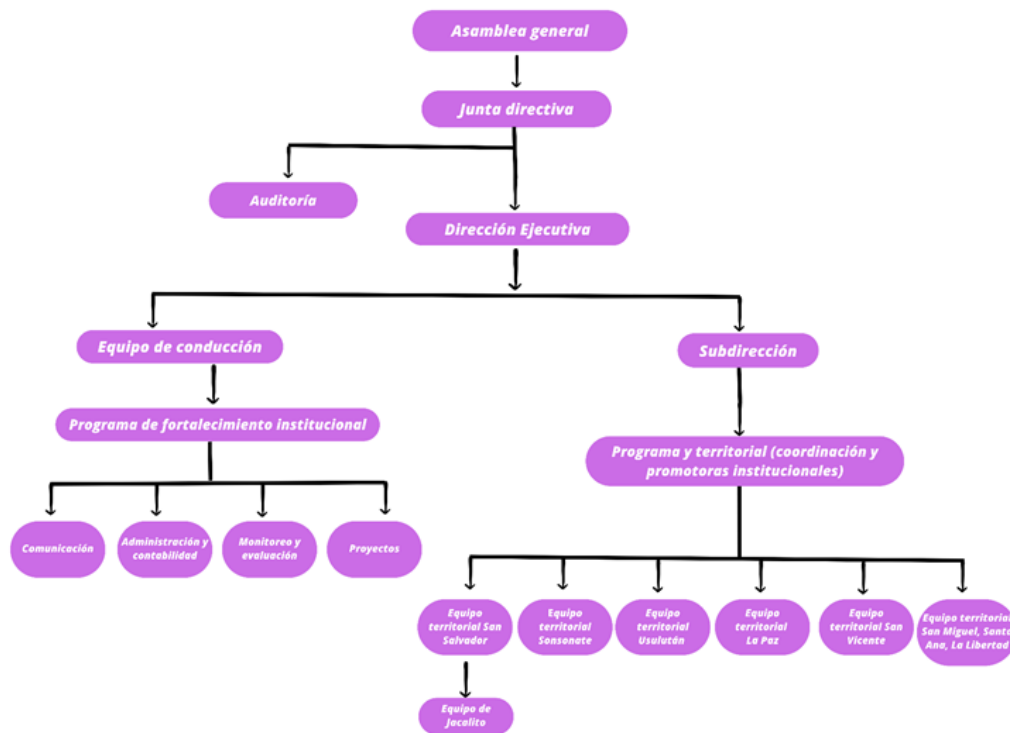 Asamblea general
Junta directiva
Auditoría
Dirección Ejecutiva
Equipo de conducción
Subdirección
Programa de fortalecimiento institucional
Programa y territorial (coordinación y
promotoras institucionales)
Comunicación
Administración y
contabilidad
Monitoreo y
evaluación
Proyectos
Equipo
territorial San
Salvador
Equipo
territorial
Sonsonate
Equipo
territorial
Usulután
Equipo
territorial
La Paz
Equipo
territorial San
Vicente
Equipo territorial
San Miguel, Santa
Ana, La Libertad
Equipo de
Jacalito